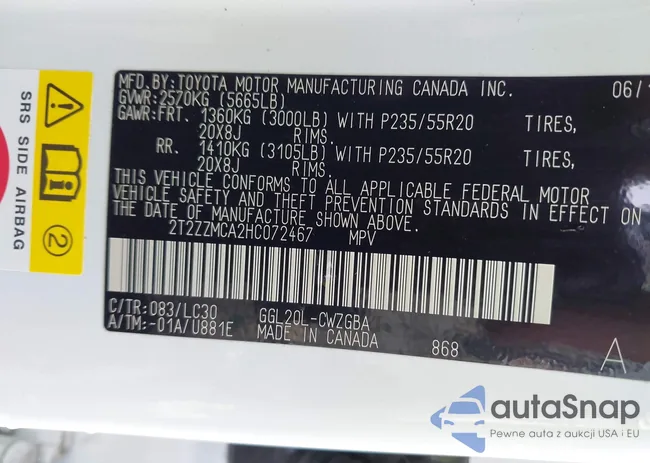 MFD.BY:TOYOTA MOTOR MANUFACTURING CANADA INC. 06/1
GVWR:2570KG (5665LB)
GAWR:FRT. 1360KG (3000LB) WITH P235/55R20 TIRES,
20X8J RIMS.
RR. 1410KG (3105LB) WITH P235/55R20 TIRES,
20X8J RIMS.
THIS VEHICLE CONFORMS TO ALL APPLICABLE FEDERAL MOTOR
VEHICLE SAFETY AND THEFT PREVENTION STANDARDS IN EFFECT ON
THE DATE OF MANUFACTURE SHOWN ABOVE.
2T2ZZMCA2HC072467 MPV
C/TR:083/LC30 GGL20L-CWZGBA
A/TM:-01A/U881E MADE IN CANADA 868 A
SRS SIDE AIRBAG
2
autaSnap
Pewne auta z aukcji USA i EU